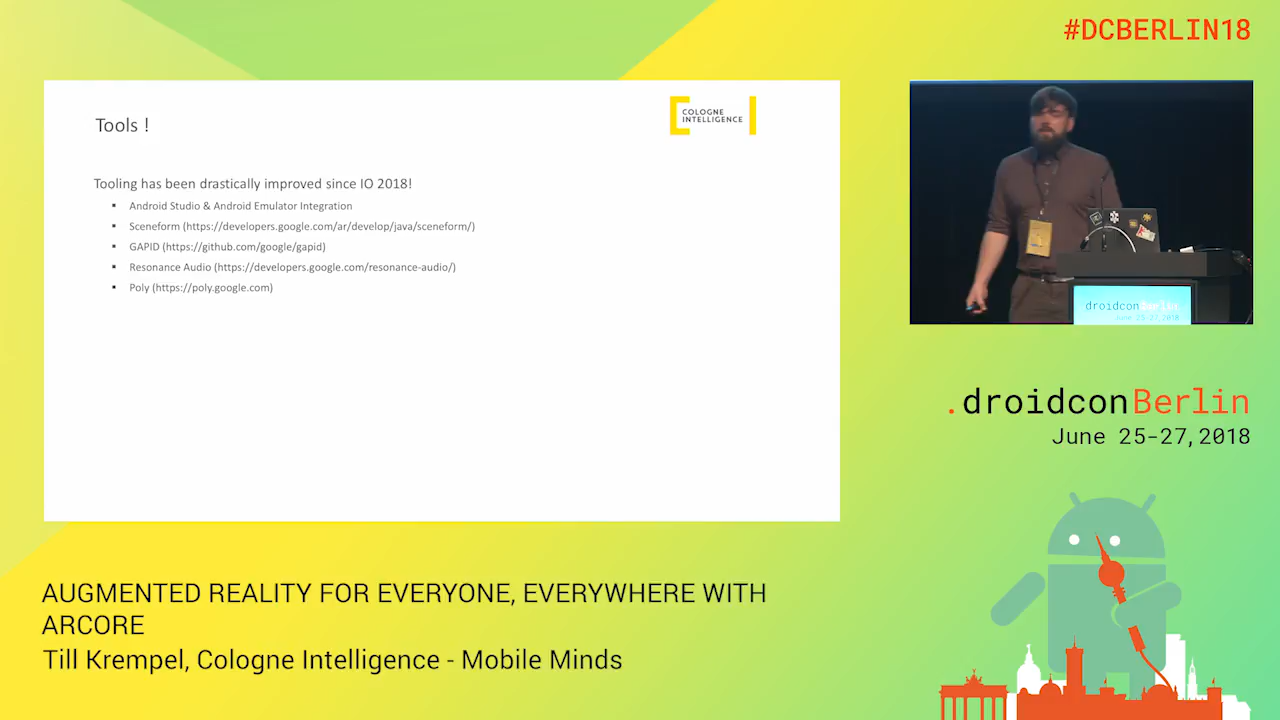 #DCBERLIN18
Tools !
COLOGNE
INTELLIGENCE
Tooling has been drastically improved since IO 2018!
▪ Android Studio & Android Emulator Integration
▪ Sceneform (https://developers.google.com/ar/develop/java/sceneform/)
▪ GAPID (https://github.com/google/gapid)
▪ Resonance Audio (https://developers.google.com/resonance-audio/)
▪ Poly (https://poly.google.com)
droidconBerlin
June 25-27, 2018
.droidconBerlin
June 25-27,2018
AUGMENTED REALITY FOR EVERYONE, EVERYWHERE WITH
ARCORE
Till Krempel, Cologne Intelligence - Mobile Minds